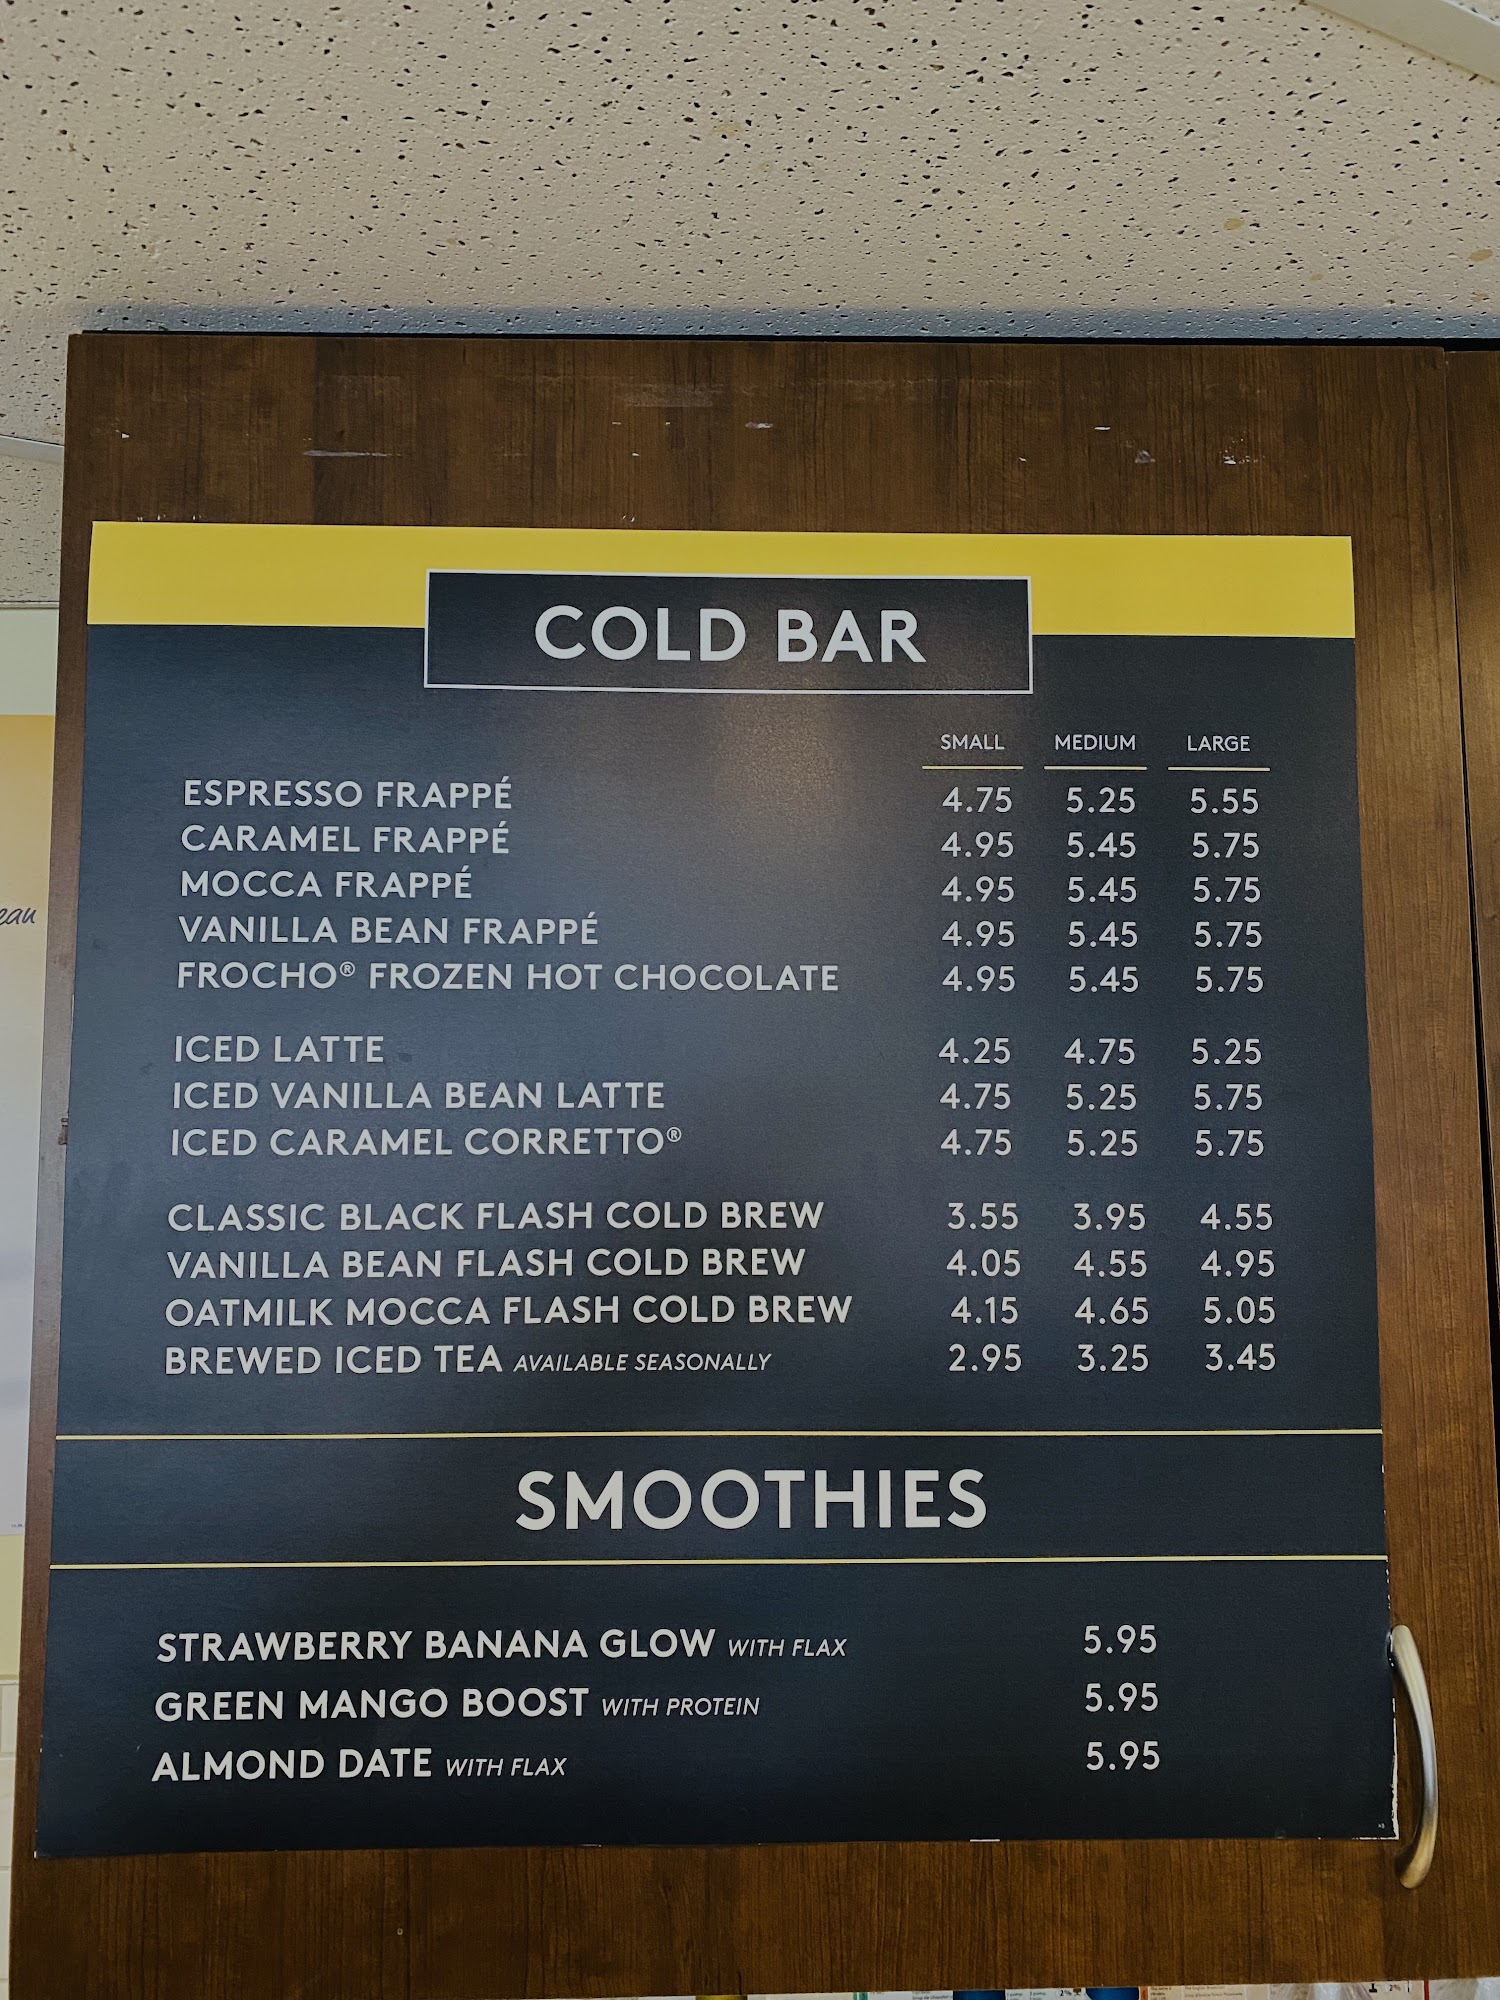 COLD BAR
SMALL MEDIUM LARGE
ESPRESSO FRAPPÉ 4.75 5.25 5.55
CARAMEL FRAPPÉ 4.95 5.45 5.75
MOCCA FRAPPÉ 4.95 5.45 5.75
VANILLA BEAN FRAPPÉ 4.95 5.45 5.75
FROCHO® FROZEN HOT CHOCOLATE 4.95 5.45 5.75
ICED LATTE 4.25 4.75 5.25
ICED VANILLA BEAN LATTE 4.75 5.25 5.75
ICED CARAMEL CORRETTO® 4.75 5.25 5.75
CLASSIC BLACK FLASH COLD BREW 3.55 3.95 4.55
VANILLA BEAN FLASH COLD BREW 4.05 4.55 4.95
OATMILK MOCCA FLASH COLD BREW 4.15 4.65 5.05
BREWED ICED TEA AVAILABLE SEASONALLY 2.95 3.25 3.45
SMOOTHIES
STRAWBERRY BANANA GLOW WITH FLAX 5.95
GREEN MANGO BOOST WITH PROTEIN 5.95
ALMOND DATE WITH FLAX 5.95